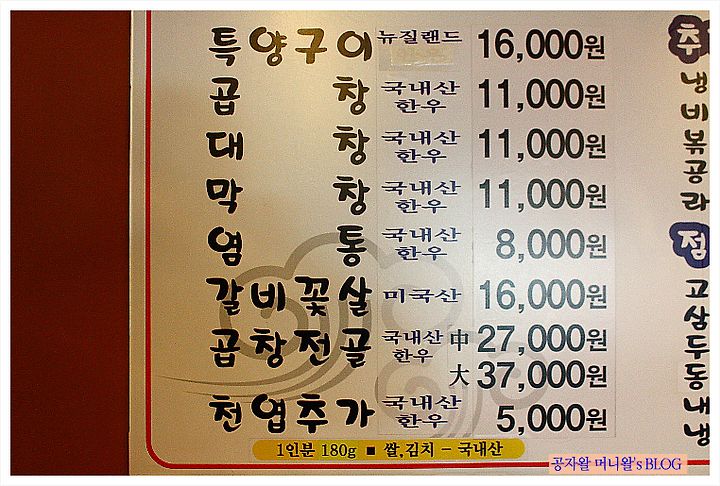 특양구이 뉴질랜드 16,000원
곱창 국내산 한우 11,000원
대창 국내산 한우 11,000원
막창 국내산 한우 11,000원
염통 국내산 한우 8,000원
갈비꽃살 미국산 16,000원
곱창전골 국내산 한우 中 27,000원
大 37,000원
천엽추가 국내산 한우 5,000원
1인분 180g ■ 쌀,김치 - 국내산
추
냉
비
볶
공
라
점
고
삼
두
동
내
냉
공자왈 머니왈's BLOG